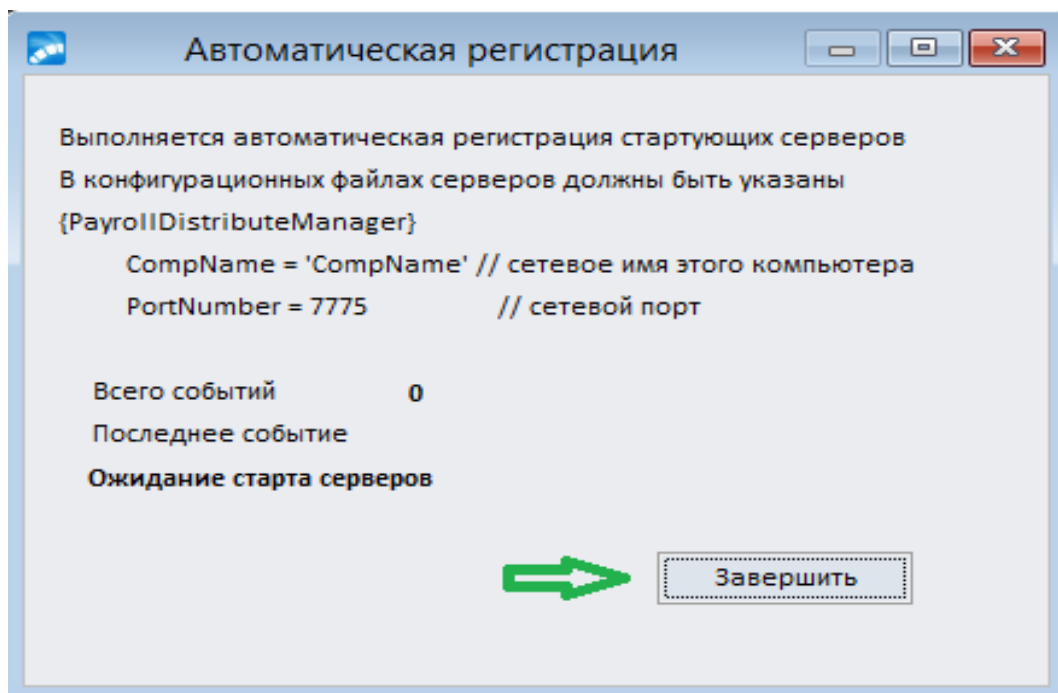 Автоматическая регистрация
Выполняется автоматическая регистрация стартующих серверов
В конфигурационных файлах серверов должны быть указаны
{PayrollDistributeManager}
CompName = 'CompName' // сетевое имя этого компьютера
PortNumber = 7775 // сетевой порт
Всего событий 0
Последнее событие
Ожидание старта серверов
Завершить